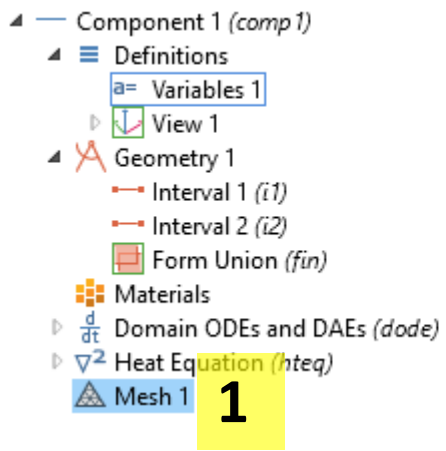 Component 1 (comp1)
Definitions
a= Variables 1
View 1
Geometry 1
Interval 1 (i1)
Interval 2 (i2)
Form Union (fin)
Materials
d/dt Domain ODEs and DAEs (dode)
∇² Heat Equation (hteq)
Mesh 1
1